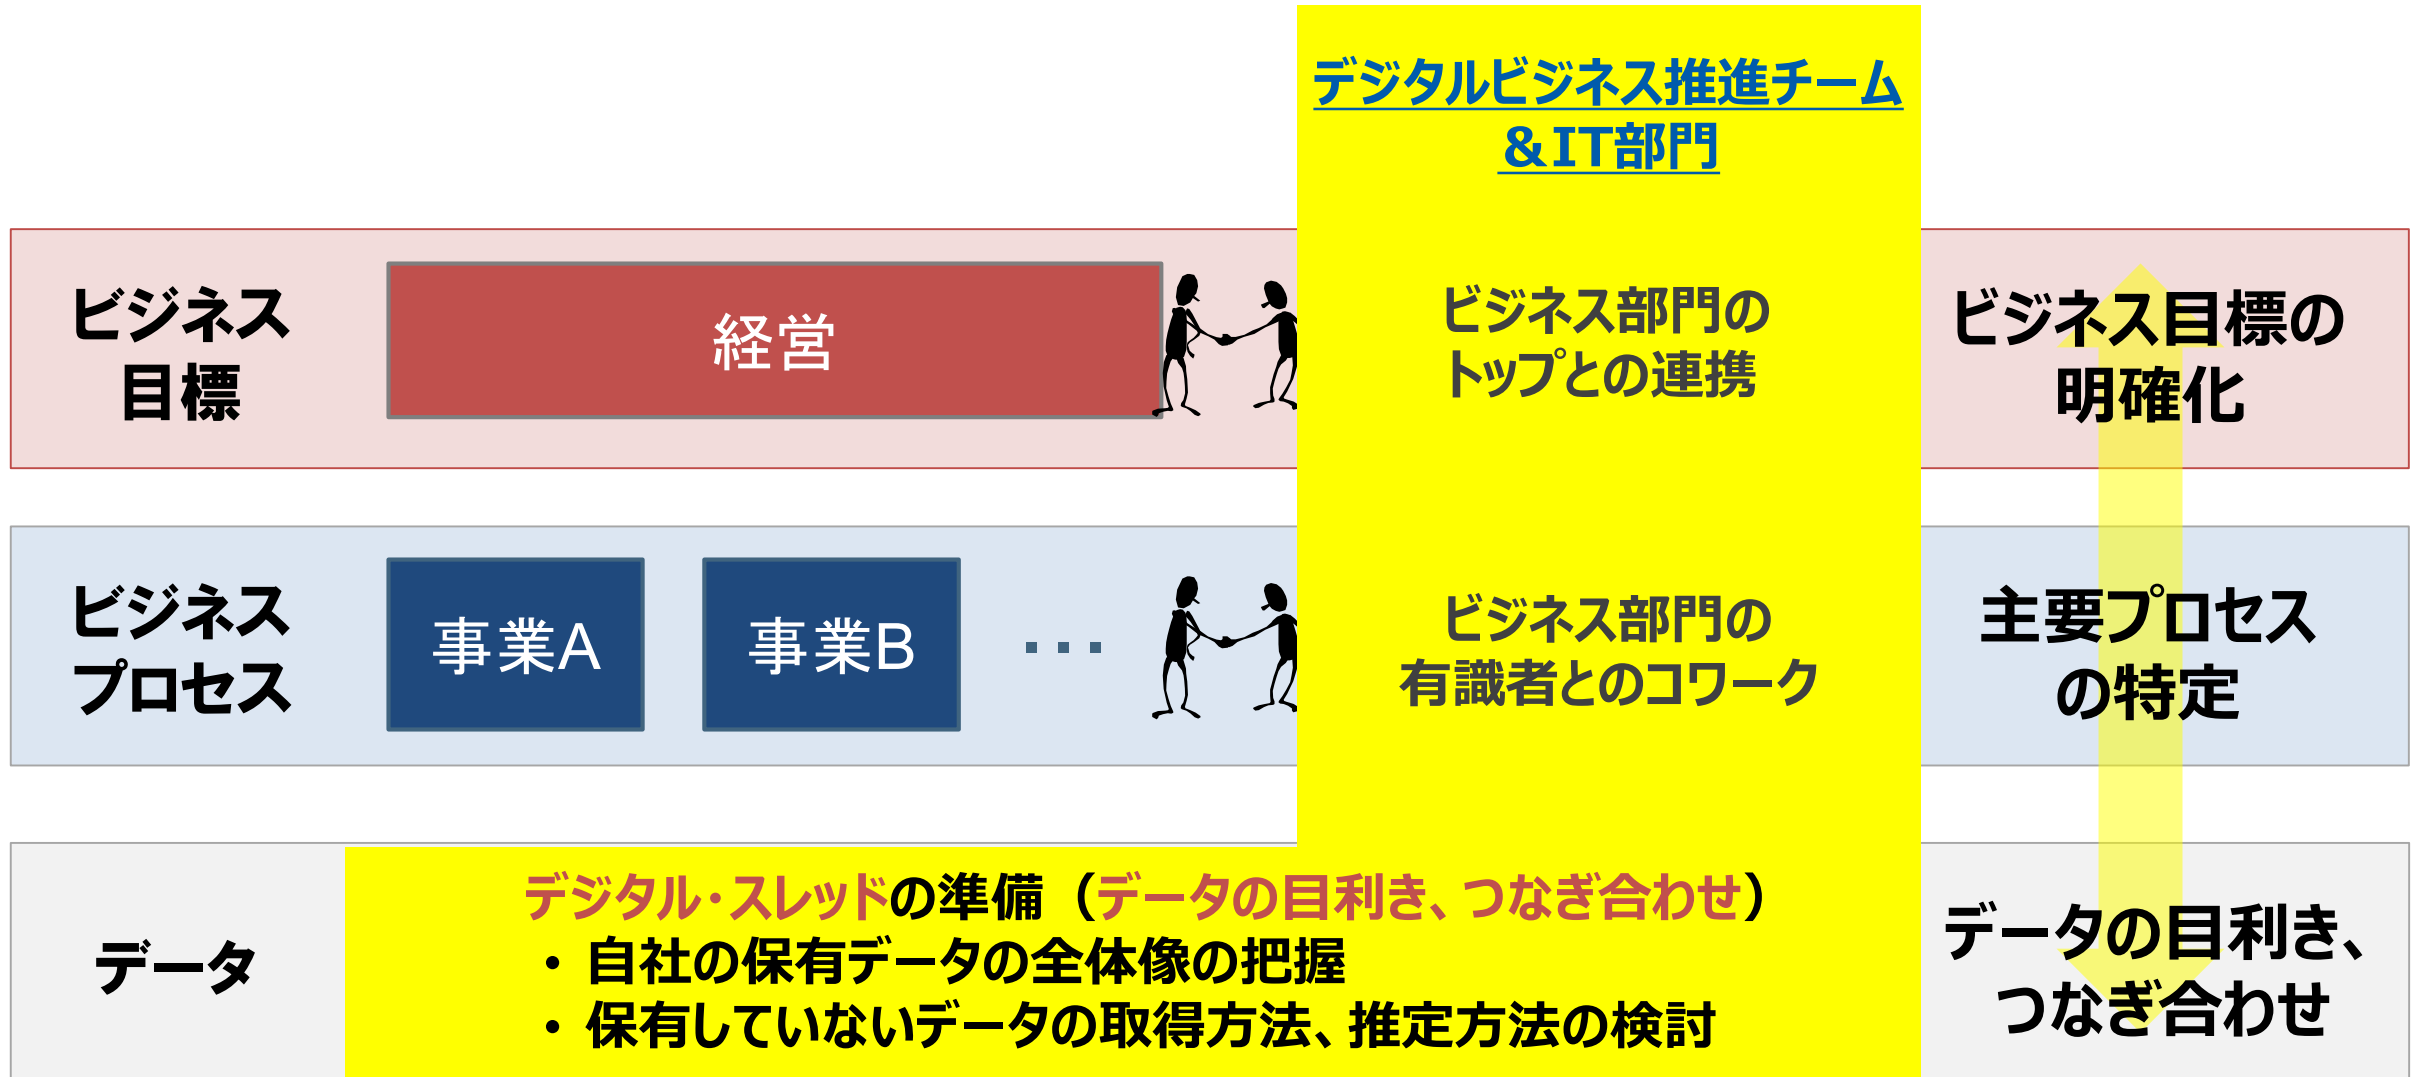 デジタルビジネス推進チーム
&IT部門
ビジネス
目標
経営
ビジネス部門の
トップとの連携
ビジネス目標の
明確化
ビジネス
プロセス
事業A
事業B
・・・
ビジネス部門の
有識者とのコワーク
主要プロセス
の特定
データ
デジタル・スレッドの準備（データの目利き、つなぎ合わせ）
・自社の保有データの全体像の把握
・保有していないデータの取得方法、推定方法の検討
データの目利き、
つなぎ合わせ